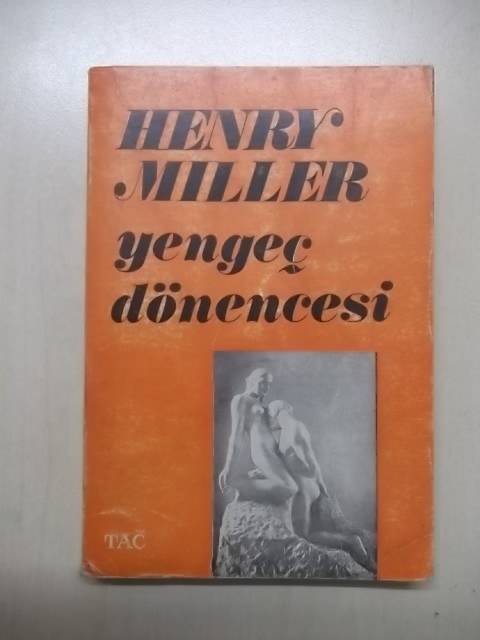 HENRY
MILLER
yengeç
dönencesi
TAÇ